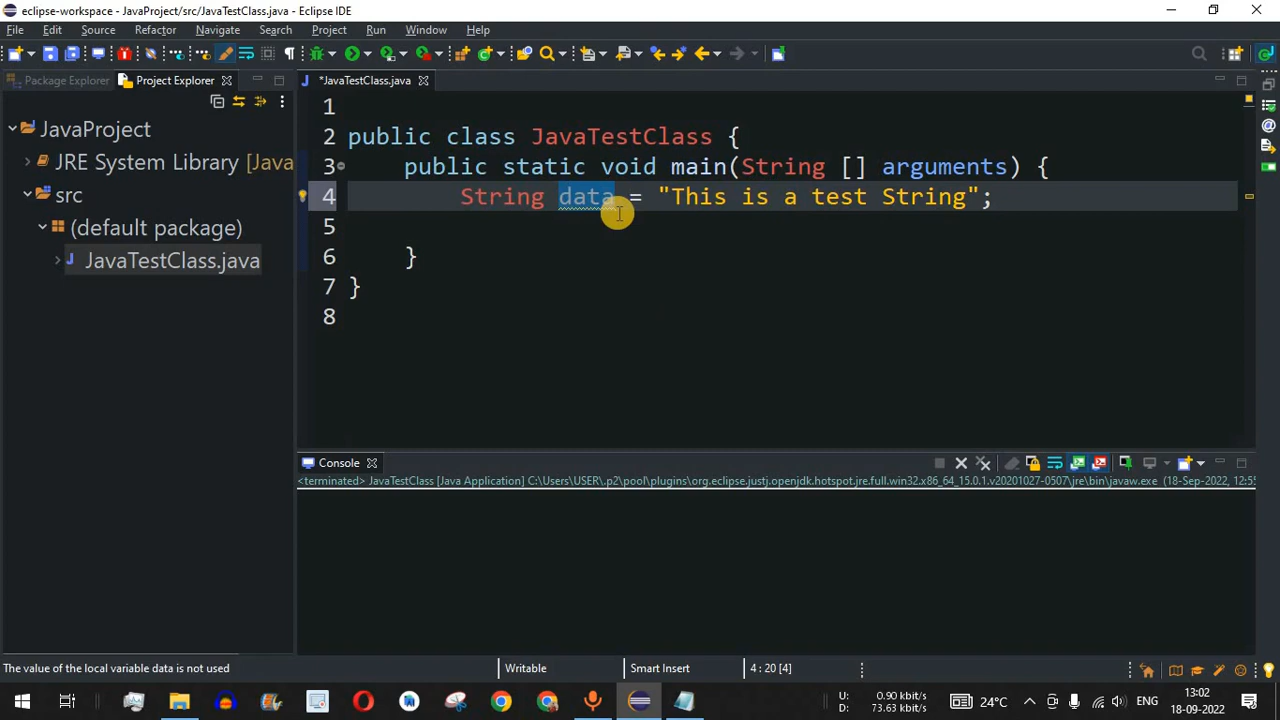 eclipse-workspace - JavaProject/src/JavaTestClass.java - Eclipse IDE
File Edit Source Refactor Navigate Search Project Run Window Help
Package Explorer Project Explorer
*JavaTestClass.java
JavaProject
JRE System Library [Java
src
(default package)
JavaTestClass.java
1
2 public class JavaTestClass {
3 public static void main(String [] arguments) {
4 String data = "This is a test String";
5
6 }
7 }
8
Console
<terminated> JavaTestClass [Java Application] C:\Users\USER\.p2\pool\plugins\org.eclipse.justj.openjdk.hotspot.jre.full.win32.x86_64_15.0.1.v20201027-0507\jre\bin\javaw.exe (18-Sep-2022, 12:55
The value of the local variable data is not used
Writable
Smart Insert
4 : 20 [4]
U: 0.90 kbit/s
D: 73.63 kbit/s
24°C
ENG
13:02
18-09-2022